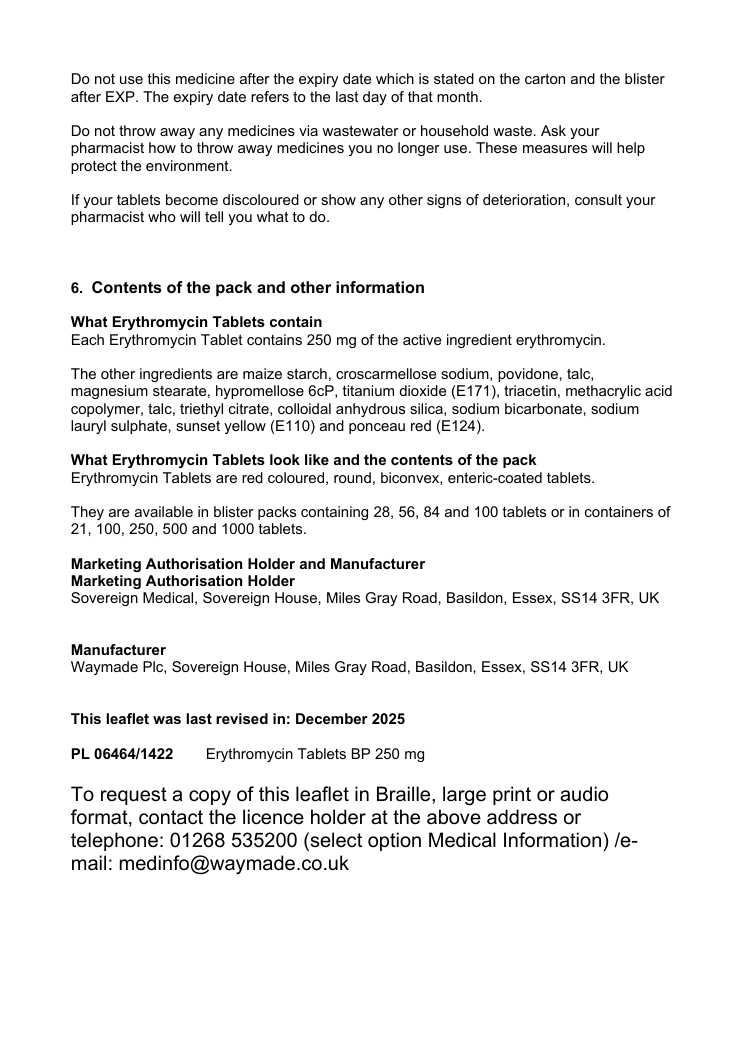 Do not use this medicine after the expiry date which is stated on the carton and the blister
after EXP. The expiry date refers to the last day of that month.
Do not throw away any medicines via wastewater or household waste. Ask your
pharmacist how to throw away medicines you no longer use. These measures will help
protect the environment.
If your tablets become discoloured or show any other signs of deterioration, consult your
pharmacist who will tell you what to do.
6. Contents of the pack and other information
What Erythromycin Tablets contain
Each Erythromycin Tablet contains 250 mg of the active ingredient erythromycin.
The other ingredients are maize starch, croscarmellose sodium, povidone, talc,
magnesium stearate, hypromellose 6cP, titanium dioxide (E171), triacetin, methacrylic acid
copolymer, talc, triethyl citrate, colloidal anhydrous silica, sodium bicarbonate, sodium
lauryl sulphate, sunset yellow (E110) and ponceau red (E124).
What Erythromycin Tablets look like and the contents of the pack
Erythromycin Tablets are red coloured, round, biconvex, enteric-coated tablets.
They are available in blister packs containing 28, 56, 84 and 100 tablets or in containers of
21, 100, 250, 500 and 1000 tablets.
Marketing Authorisation Holder and Manufacturer
Marketing Authorisation Holder
Sovereign Medical, Sovereign House, Miles Gray Road, Basildon, Essex, SS14 3FR, UK
Manufacturer
Waymade Plc, Sovereign House, Miles Gray Road, Basildon, Essex, SS14 3FR, UK
This leaflet was last revised in: December 2025
PL 06464/1422 Erythromycin Tablets BP 250 mg
To request a copy of this leaflet in Braille, large print or audio
format, contact the licence holder at the above address or
telephone: 01268 535200 (select option Medical Information) /e-
mail: medinfo@waymade.co.uk